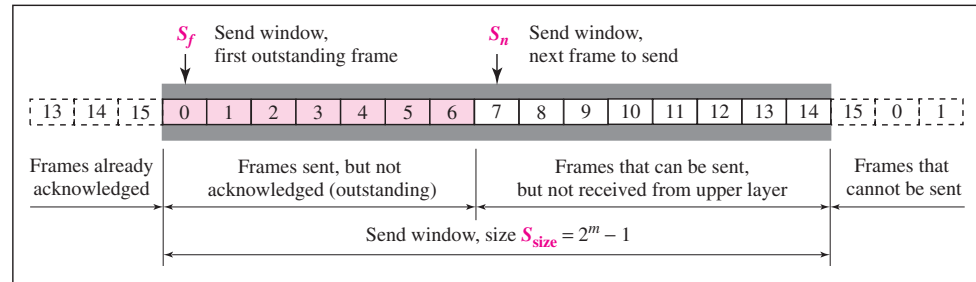 S_f Send window, S_n Send window,
first outstanding frame next frame to send
13 14 15 0 1 2 3 4 5 6 7 8 9 10 11 12 13 14 15 0 1
Frames already Frames sent, but not Frames that can be sent, Frames that
acknowledged acknowledged (outstanding) but not received from upper layer cannot be sent
Send window, size S_size = 2^m − 1